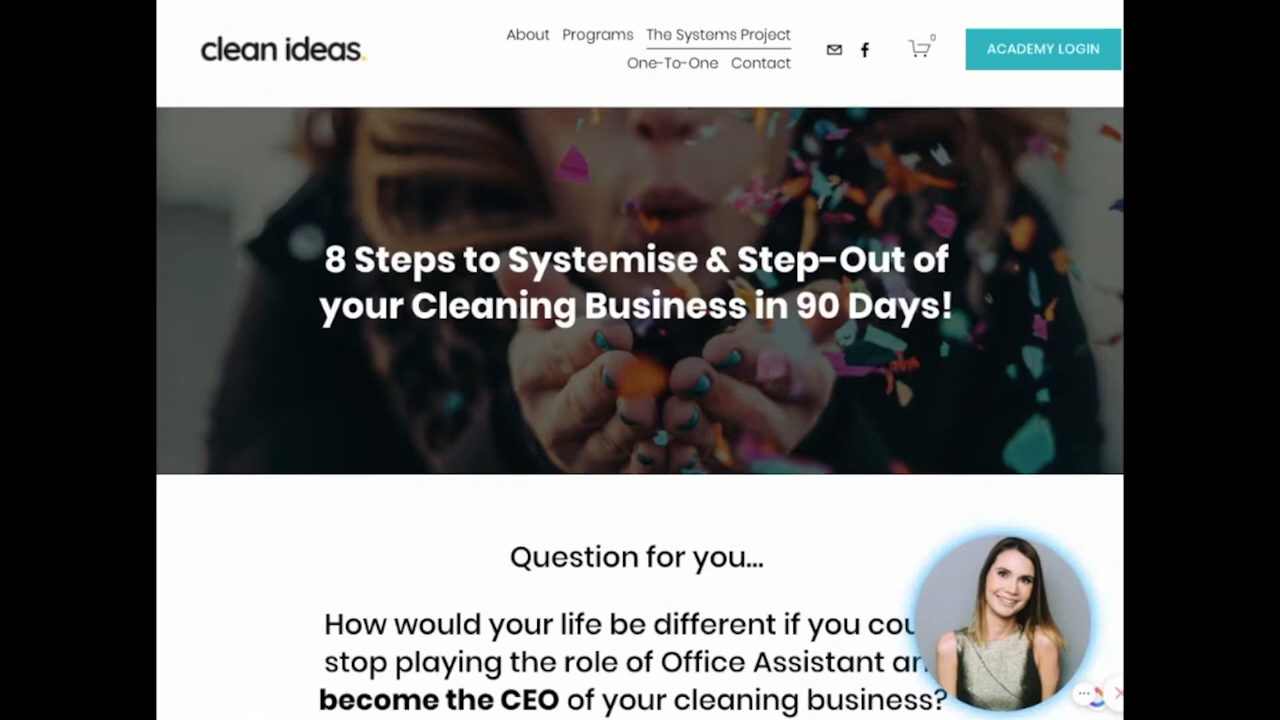 clean ideas.
About Programs The Systems Project
One-To-One Contact
0
ACADEMY LOGIN
8 Steps to Systemise & Step-Out of
your Cleaning Business in 90 Days!
Question for you...
How would your life be different if you
stop playing the role of Office Assistant
become the CEO of your cleaning business?